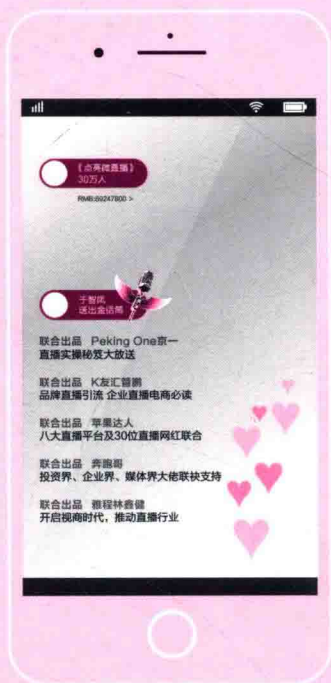 《点亮微直播》
30万人
RMB:69247800 >
于智凤
送出金话筒
联合出品 Peking One京一
直播实操秘笈大放送
联合出品 K友汇管鹏
品牌直播引流 企业直播电商必读
联合出品 苹果达人
八大直播平台及30位直播网红联合
联合出品 奔跑哥
投资界、企业界、媒体界大佬联袂支持
联合出品 雅程林鑫健
开启视商时代，推动直播行业